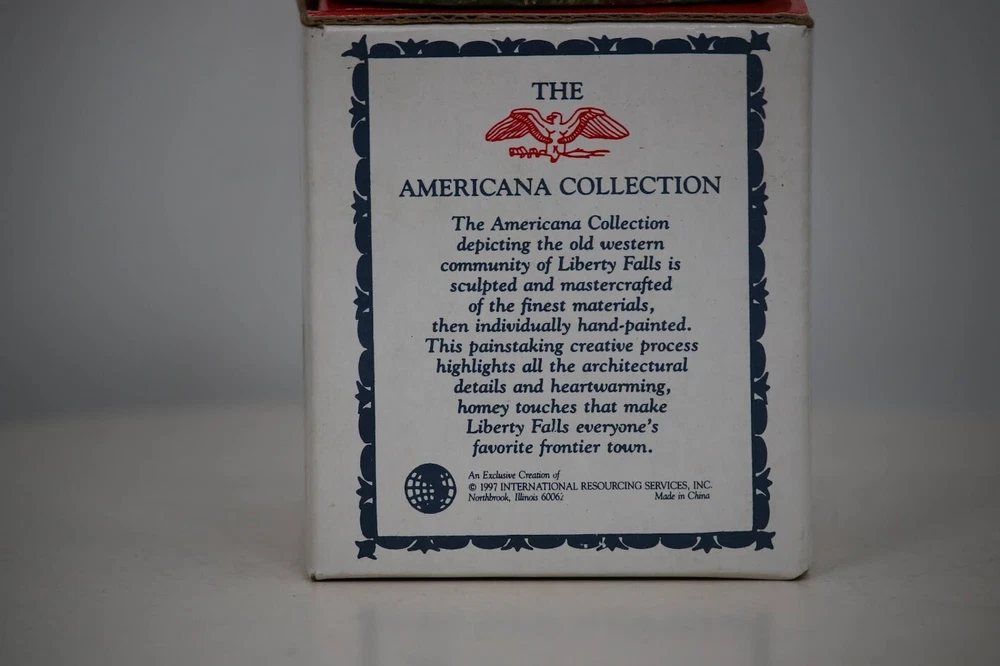 THE
AMERICANA COLLECTION
The Americana Collection
depicting the old western
community of Liberty Falls is
sculpted and mastercrafted
of the finest materials,
then individually hand-painted.
This painstaking creative process
highlights all the architectural
details and heartwarming,
homey touches that make
Liberty Falls everyone's
favorite frontier town.
An Exclusive Creation of
© 1997 INTERNATIONAL RESOURCING SERVICES, INC.
Northbrook, Illinois 60062 Made in China